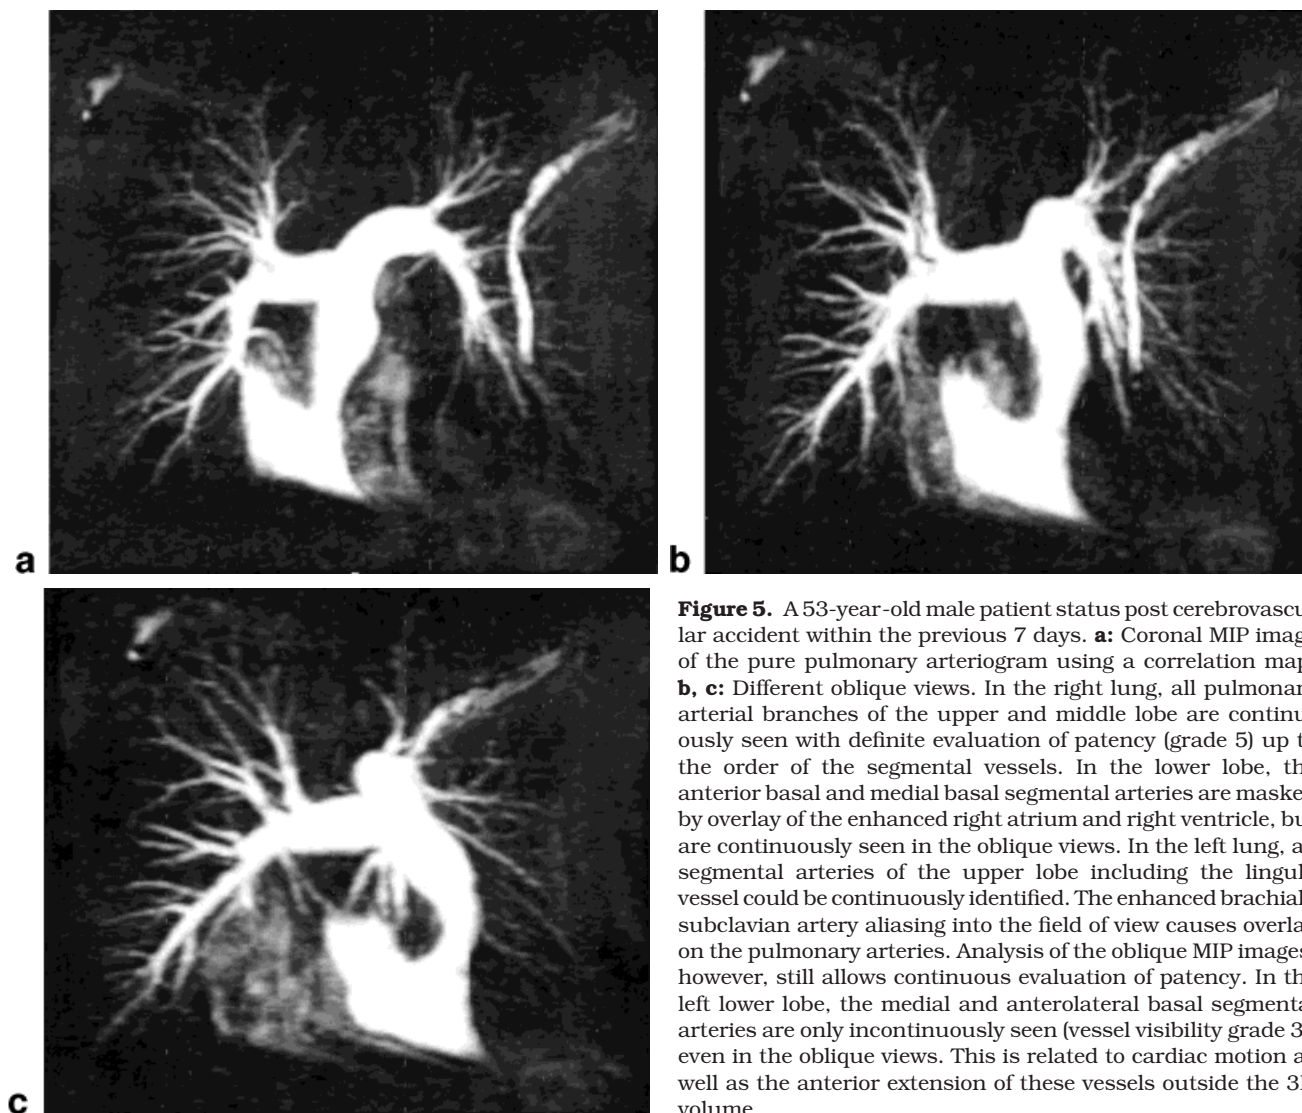 a
b
c
Figure 5. A 53-year-old male patient status post cerebrovascu
lar accident within the previous 7 days. a: Coronal MIP imag
of the pure pulmonary arteriogram using a correlation map
b, c: Different oblique views. In the right lung, all pulmonar
arterial branches of the upper and middle lobe are continu
ously seen with definite evaluation of patency (grade 5) up t
the order of the segmental vessels. In the lower lobe, th
anterior basal and medial basal segmental arteries are maske
by overlay of the enhanced right atrium and right ventricle, bu
are continuously seen in the oblique views. In the left lung, a
segmental arteries of the upper lobe including the lingul
vessel could be continuously identified. The enhanced brachial
subclavian artery aliasing into the field of view causes overla
on the pulmonary arteries. Analysis of the oblique MIP images
however, still allows continuous evaluation of patency. In th
left lower lobe, the medial and anterolateral basal segmenta
arteries are only incontinuously seen (vessel visibility grade 3
even in the oblique views. This is related to cardiac motion a
well as the anterior extension of these vessels outside the 3
volume